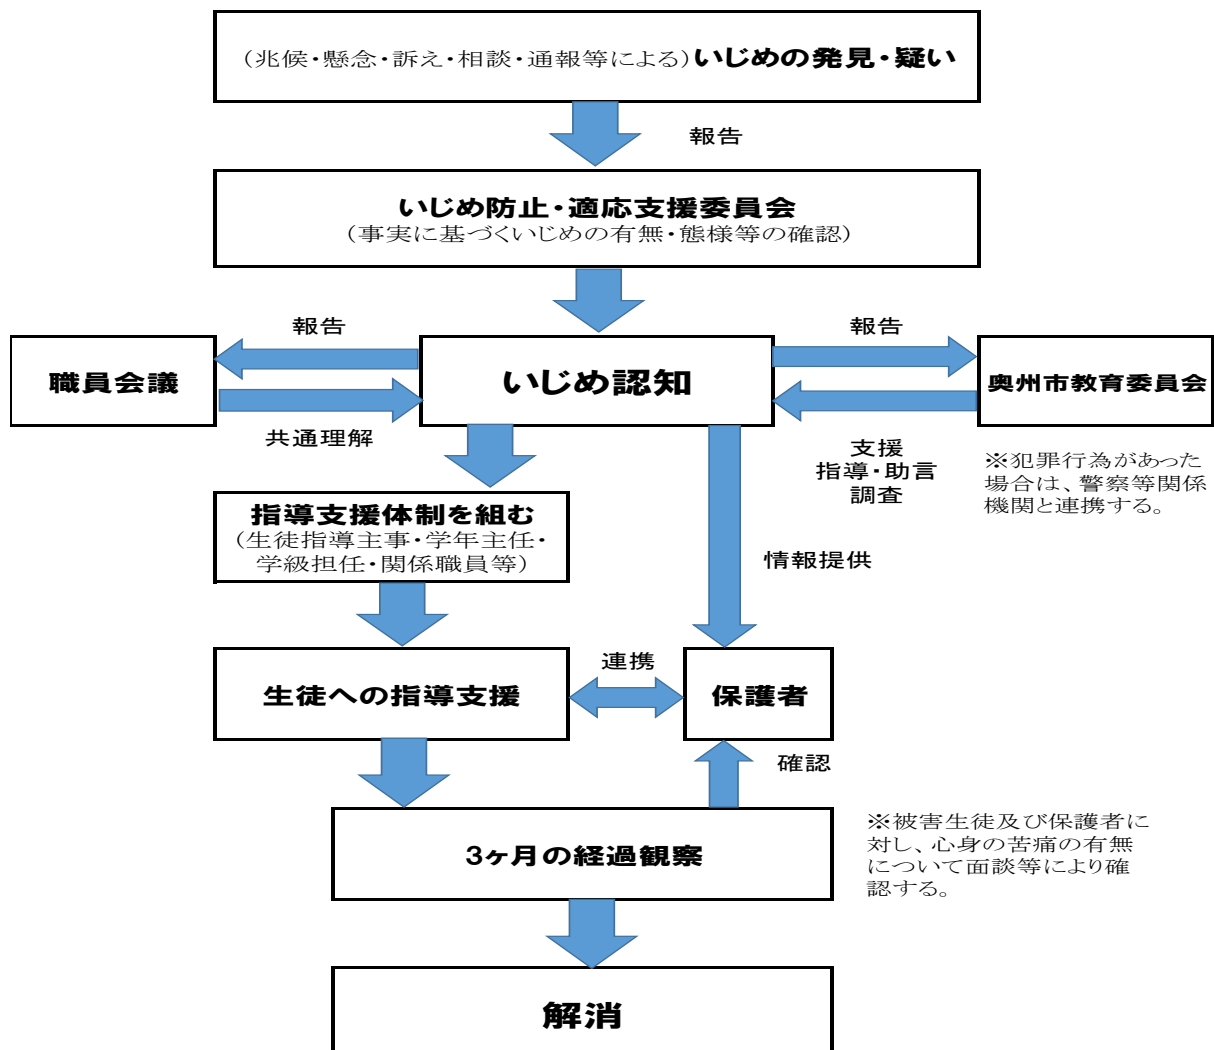 (兆候・懸念・訴え・相談・通報等による)いじめの発見・疑い
報告
いじめ防止・適応支援委員会
(事実に基づくいじめの有無・態様等の確認)
報告
報告
職員会議
いじめ認知
奥州市教育委員会
共通理解
支援
指導・助言
調査
※犯罪行為があった
場合は、警察等関係
機関と連携する。
指導支援体制を組む
(生徒指導主事・学年主任・
学級担任・関係職員等)
情報提供
生徒への指導支援
連携
保護者
確認
3ヶ月の経過観察
※被害生徒及び保護者に
対し、心身の苦痛の有無
について面談等により確
認する。
解消